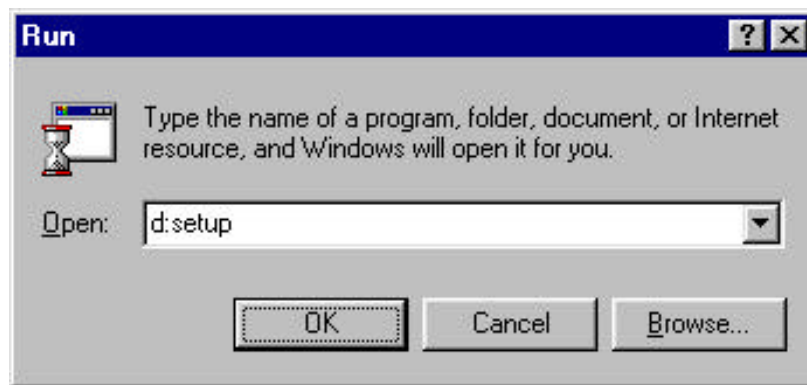 Run
Type the name of a program, folder, document, or Internet
resource, and Windows will open it for you.
Open: d:setup
OK Cancel Browse...